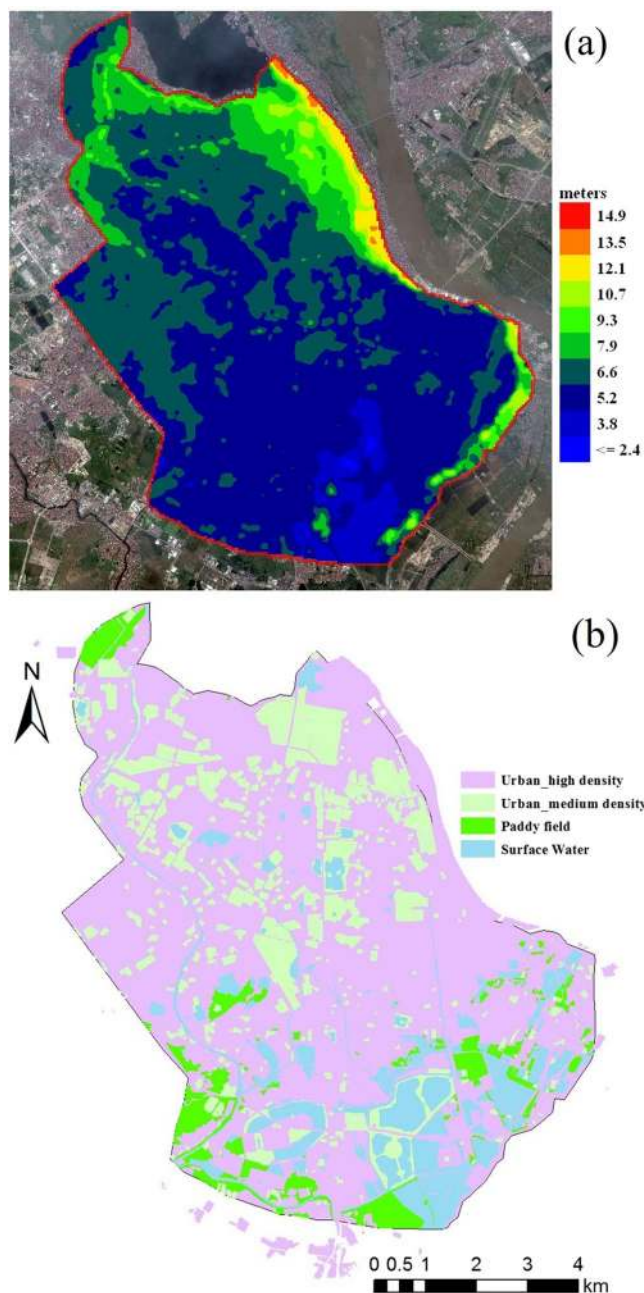 (a)
meters
14.9
13.5
12.1
10.7
9.3
7.9
6.6
5.2
3.8
<= 2.4
(b)
N
Urban_high density
Urban_medium density
Paddy field
Surface Water
0 0.5 1 2 3 4
km